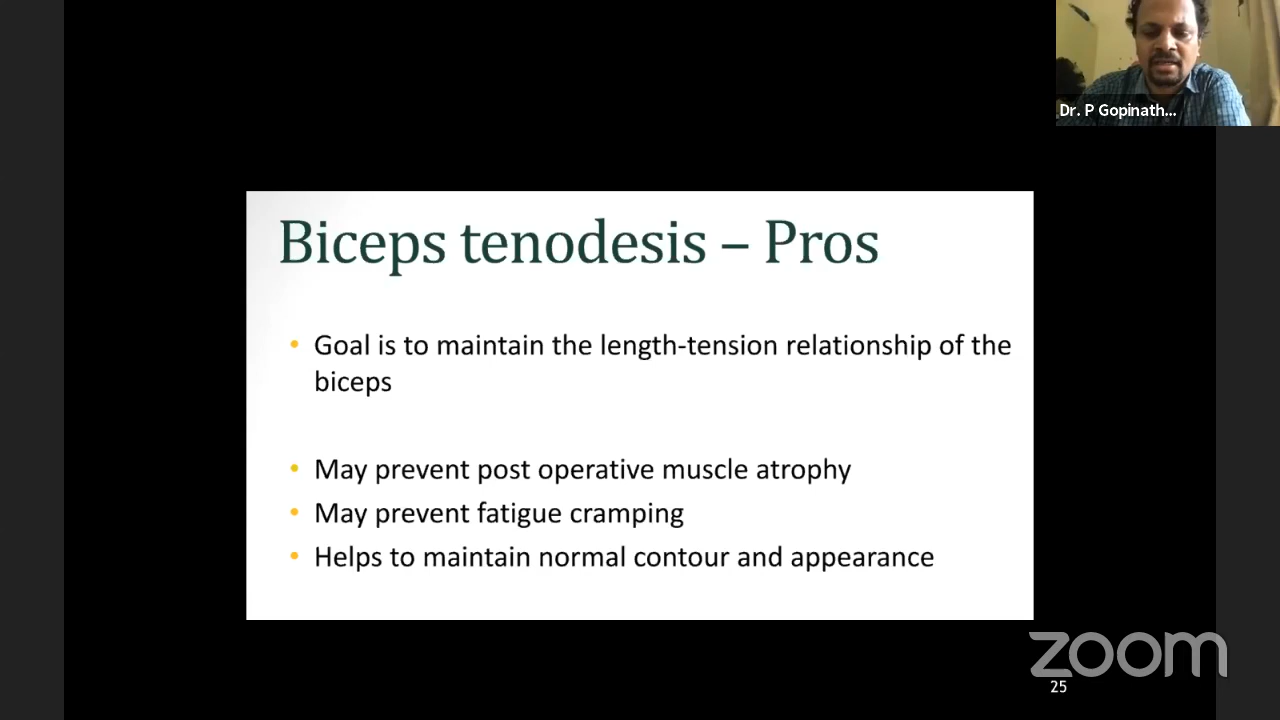 Dr. P Gopinath...
Biceps tenodesis – Pros
• Goal is to maintain the length-tension relationship of the
biceps
• May prevent post operative muscle atrophy
• May prevent fatigue cramping
• Helps to maintain normal contour and appearance
zoom
25